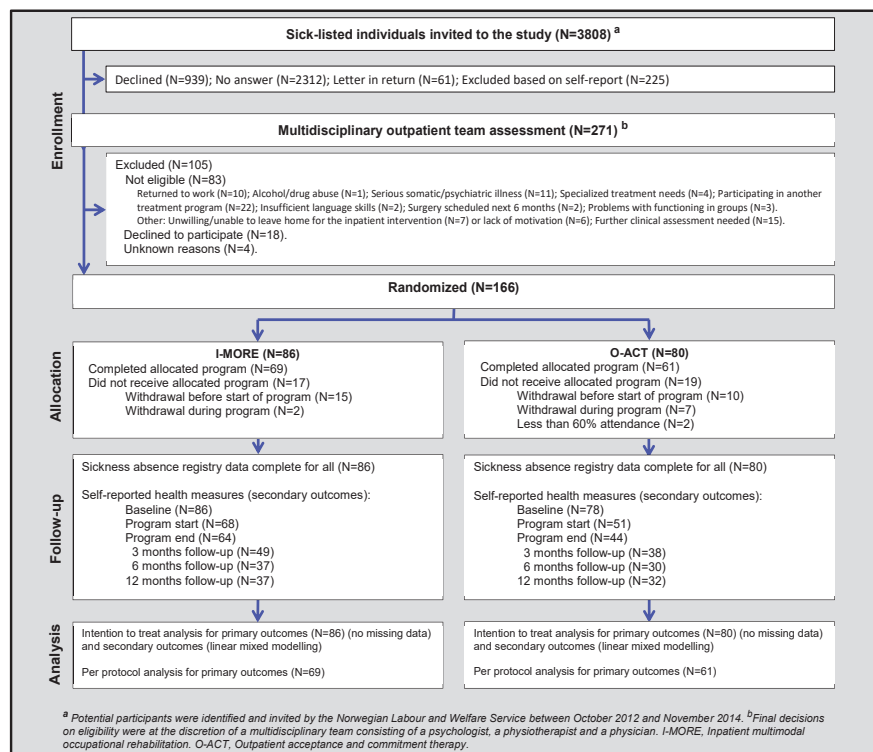 Sick-listed individuals invited to the study (N=3808) a
Enrollment
Declined (N=939); No answer (N=2312); Letter in return (N=61); Excluded based on self-report (N=225)
Multidisciplinary outpatient team assessment (N=271) b
Excluded (N=105)
Not eligible (N=83)
Returned to work (N=10); Alcohol/drug abuse (N=1); Serious somatic/psychiatric illness (N=11); Specialized treatment needs (N=4); Participating in another
treatment program (N=22); Insufficient language skills (N=2); Surgery scheduled next 6 months (N=2); Problems with functioning in groups (N=3).
Other: Unwilling/unable to leave home for the inpatient intervention (N=7) or lack of motivation (N=6); Further clinical assessment needed (N=15).
Declined to participate (N=18).
Unknown reasons (N=4).
Randomized (N=166)
Allocation
I-MORE (N=86)
Completed allocated program (N=69)
Did not receive allocated program (N=17)
Withdrawal before start of program (N=15)
Withdrawal during program (N=2)
O-ACT (N=80)
Completed allocated program (N=61)
Did not receive allocated program (N=19)
Withdrawal before start of program (N=10)
Withdrawal during program (N=7)
Less than 60% attendance (N=2)
Follow-up
Sickness absence registry data complete for all (N=86)
Self-reported health measures (secondary outcomes):
Baseline (N=86)
Program start (N=68)
Program end (N=64)
3 months follow-up (N=49)
6 months follow-up (N=37)
12 months follow-up (N=37)
Sickness absence registry data complete for all (N=80)
Self-reported health measures (secondary outcomes):
Baseline (N=78)
Program start (N=51)
Program end (N=44)
3 months follow-up (N=38)
6 months follow-up (N=30)
12 months follow-up (N=32)
Analysis
Intention to treat analysis for primary outcomes (N=86) (no missing data)
and secondary outcomes (linear mixed modelling)
Per protocol analysis for primary outcomes (N=69)
Intention to treat analysis for primary outcomes (N=80) (no missing data)
and secondary outcomes (linear mixed modelling)
Per protocol analysis for primary outcomes (N=61)
a Potential participants were identified and invited by the Norwegian Labour and Welfare Service between October 2012 and November 2014. b Final decisions
on eligibility were at the discretion of a multidisciplinary team consisting of a psychologist, a physiotherapist and a physician. I-MORE, Inpatient multimodal
occupational rehabilitation. O-ACT, Outpatient acceptance and commitment therapy.